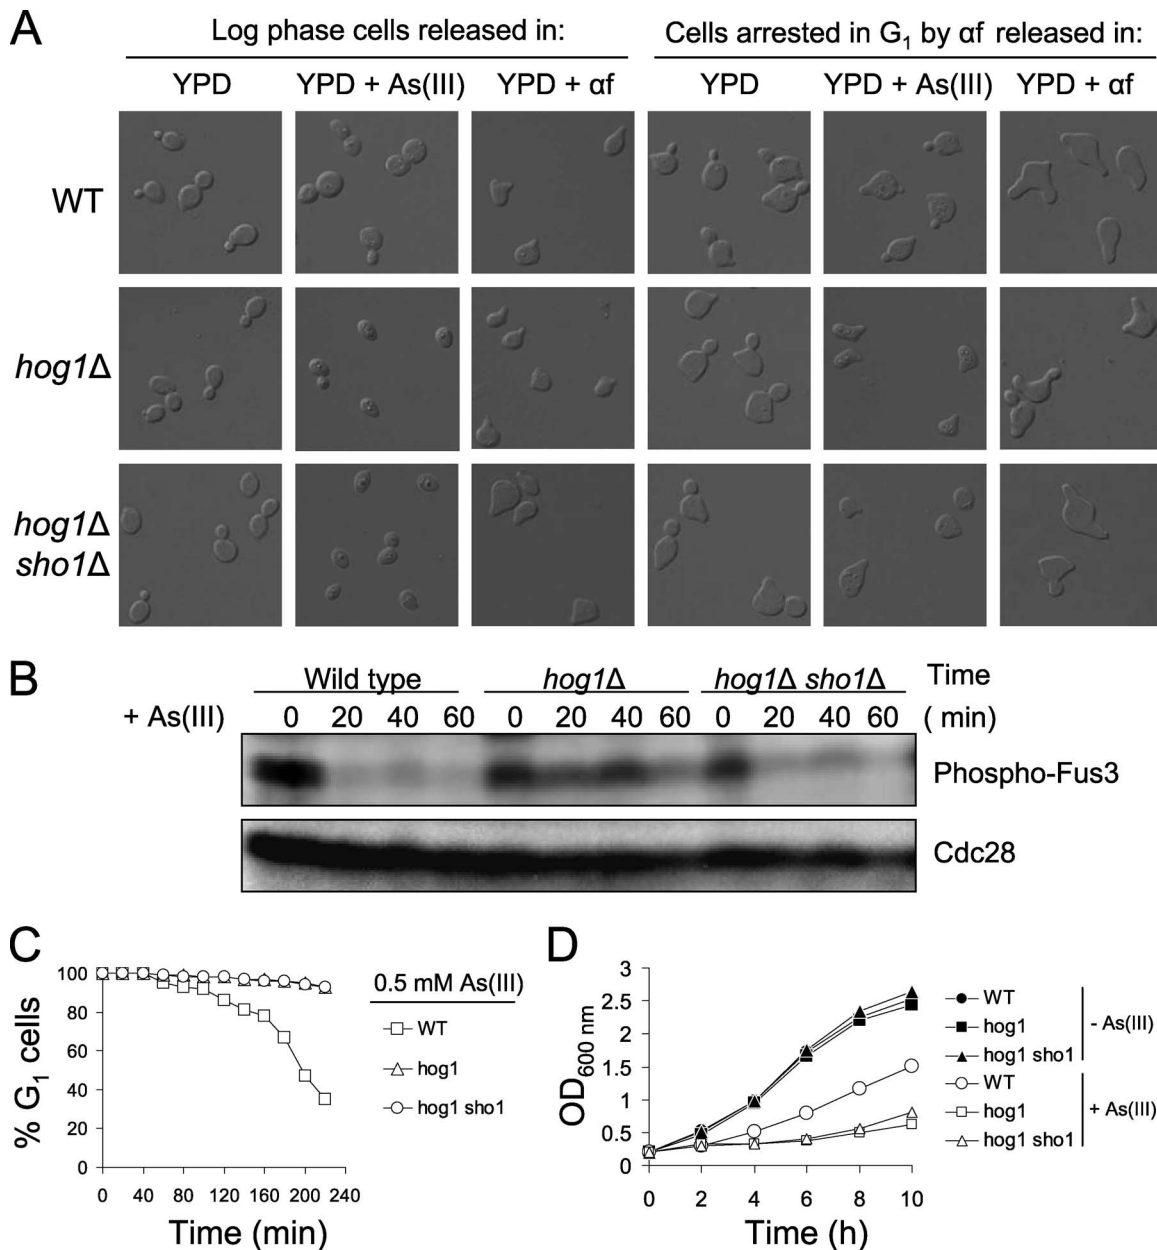 A
Log phase cells released in:
Cells arrested in G1 by αf released in:
YPD
YPD + As(III)
YPD + αf
YPD
YPD + As(III)
YPD + αf
WT
hog1Δ
hog1Δ
sho1Δ
B
Wild type
hog1Δ
hog1Δ sho1Δ
Time
+ As(III)
0 20 40 60
0 20 40 60
0 20 40 60
( min)
Phospho-Fus3
Cdc28
C
% G1 cells
100
80
60
40
20
0
0 40 80 120 160 200 240
Time (min)
0.5 mM As(III)
WT
hog1
hog1 sho1
D
OD600 nm
3
2.5
2
1.5
1
0.5
0
0 2 4 6 8 10
Time (h)
WT
hog1
hog1 sho1
- As(III)
WT
hog1
hog1 sho1
+ As(III)